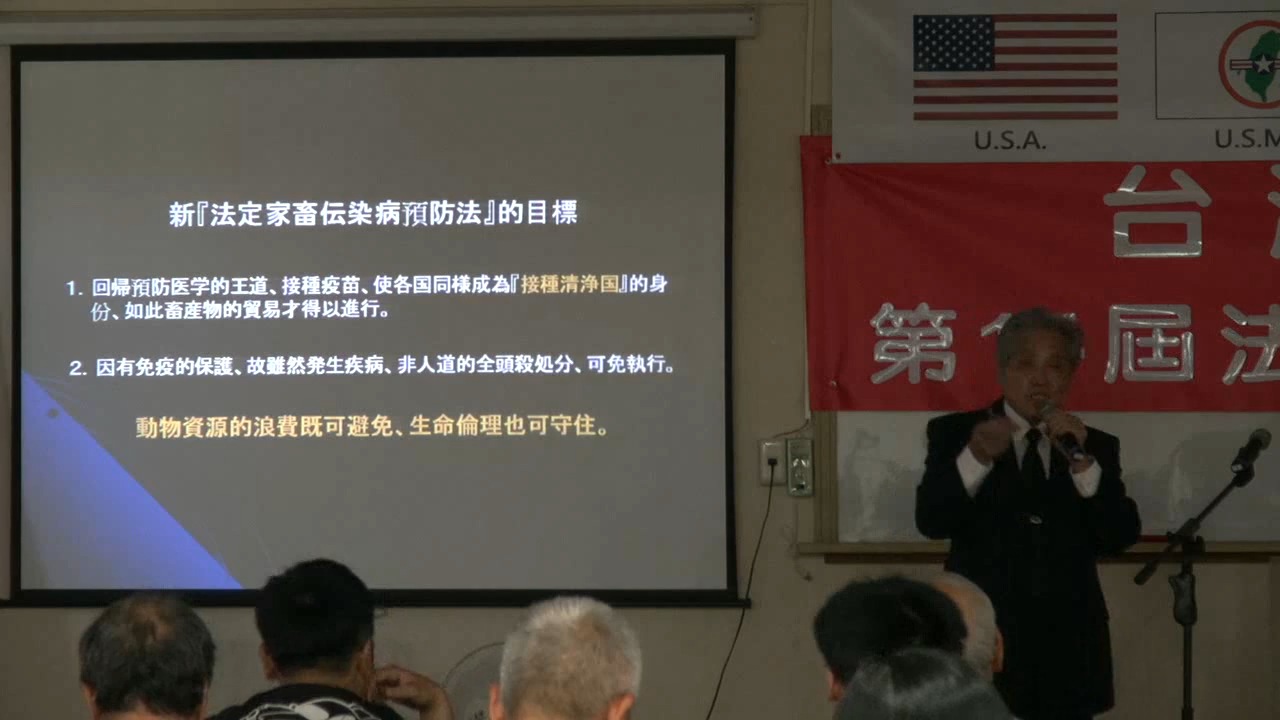 新『法定家畜伝染病預防法』的目標
1. 回帰預防医学的王道、接種疫苗、使各国同様成為『接種清浄国』的身
份、如此畜産物的貿易才得以進行。
2. 因有免疫的保護、故雖然発生疾病、非人道的全頭殺処分、可免執行。
動物資源的浪費既可避免、生命倫理也可守住。
U.S.A.
U.S.M
台
第 屆法